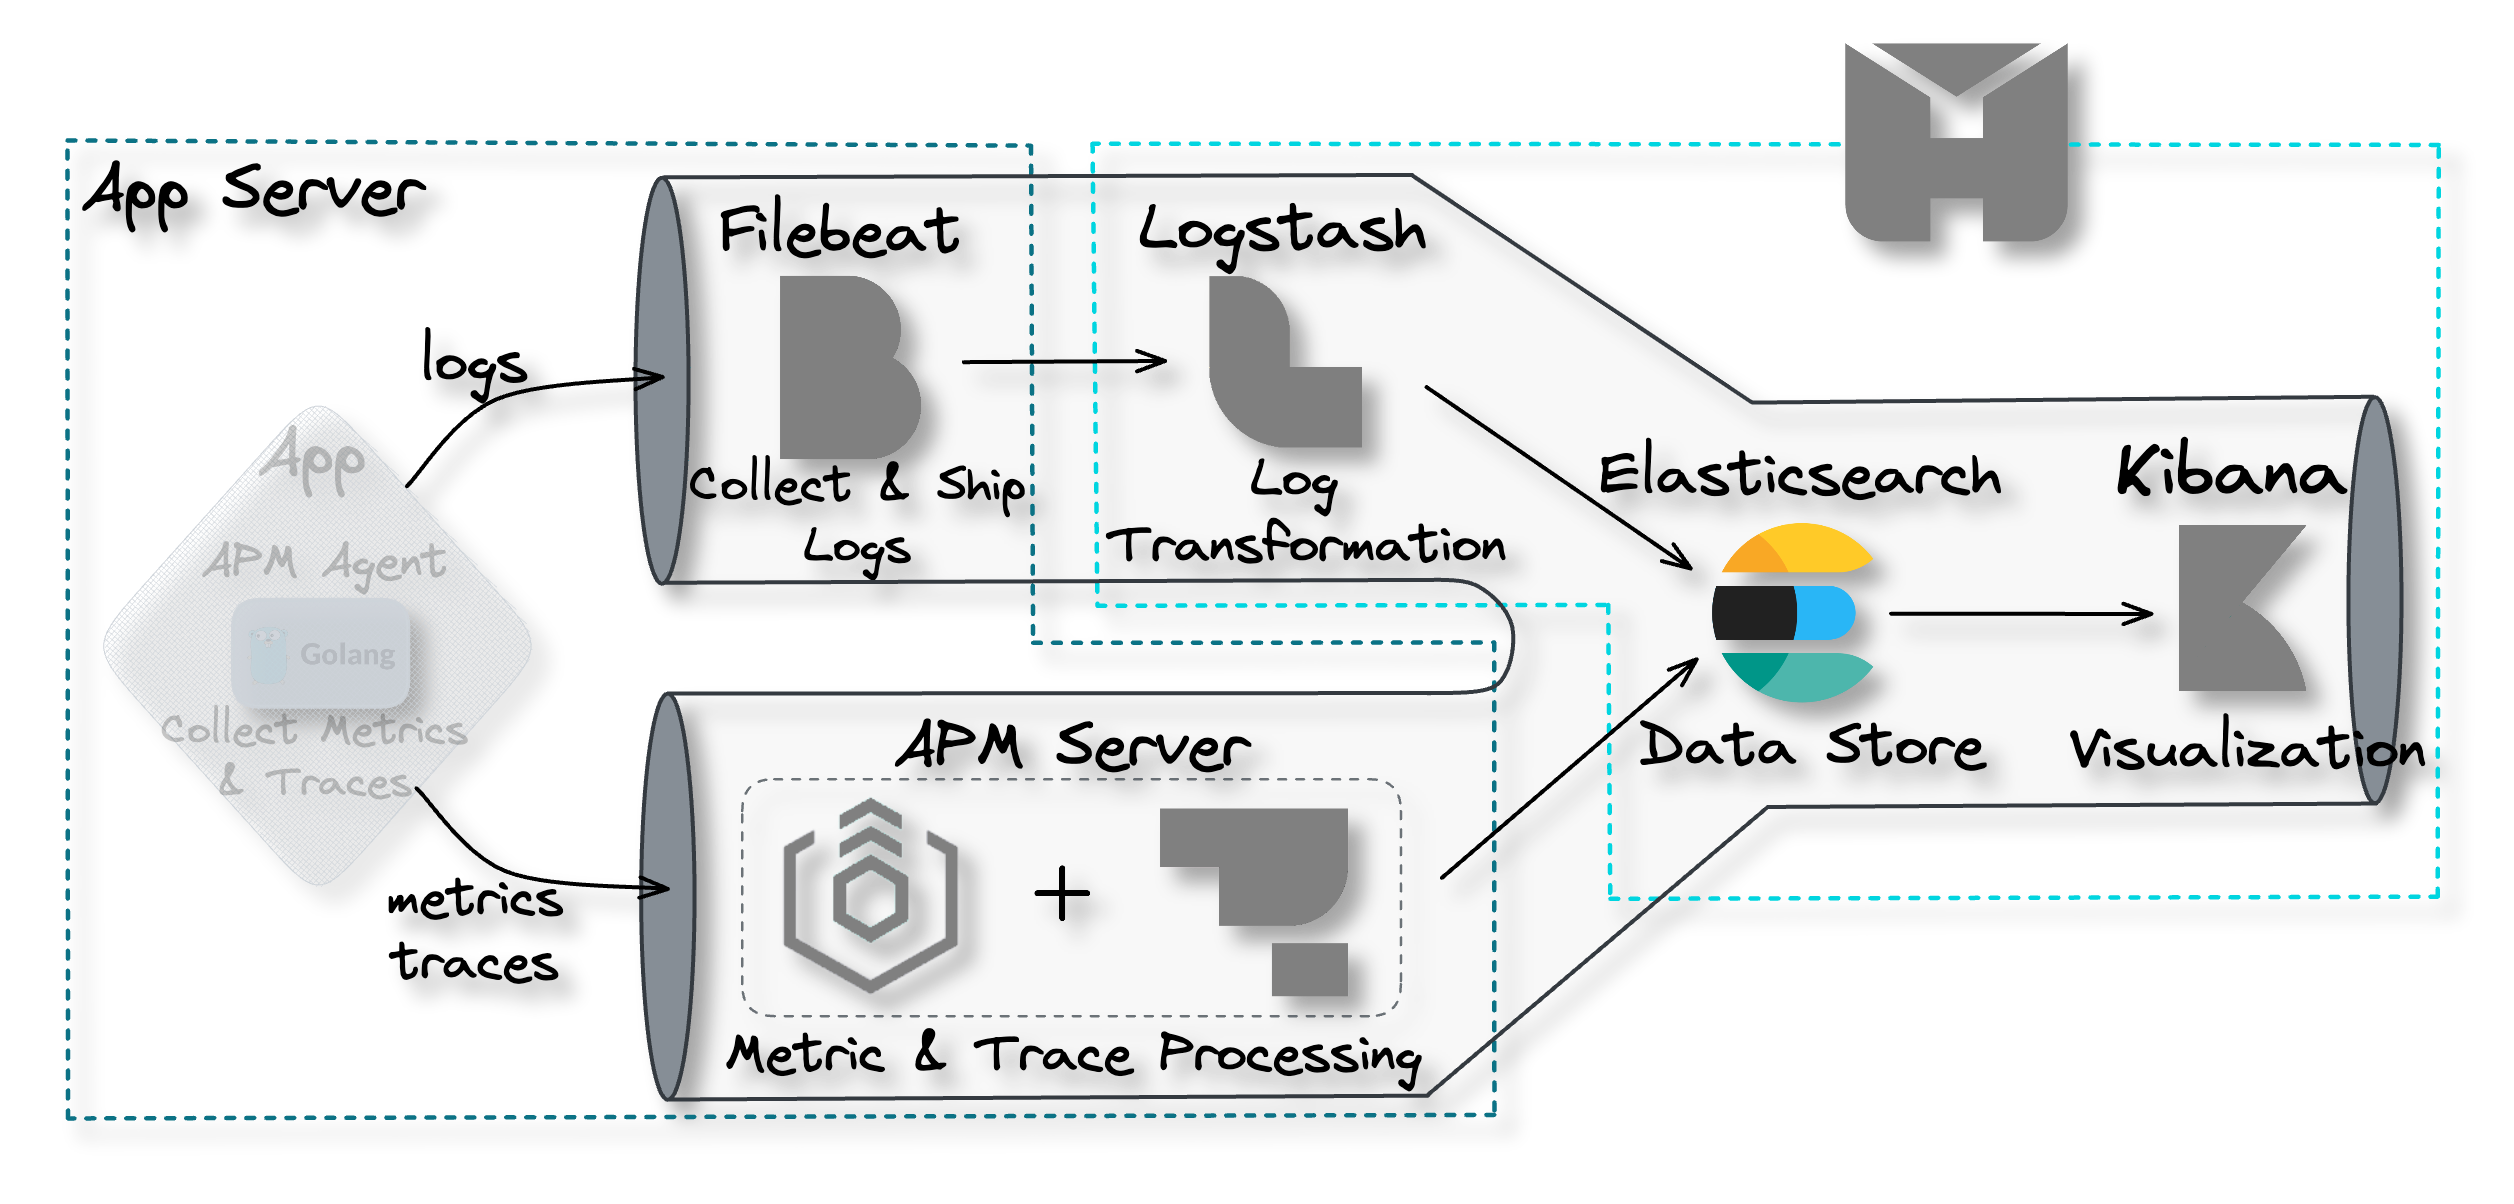 App Server
Filebeat
Logstash
logs
App
Collect & Ship
Logs
Log
Transformation
Elasticsearch
Kibana
APM Agent
Golang
Collect Metrics
& Traces
Data Store
Visualization
APM Server
metrics
traces
+
Metric & Trace Processing